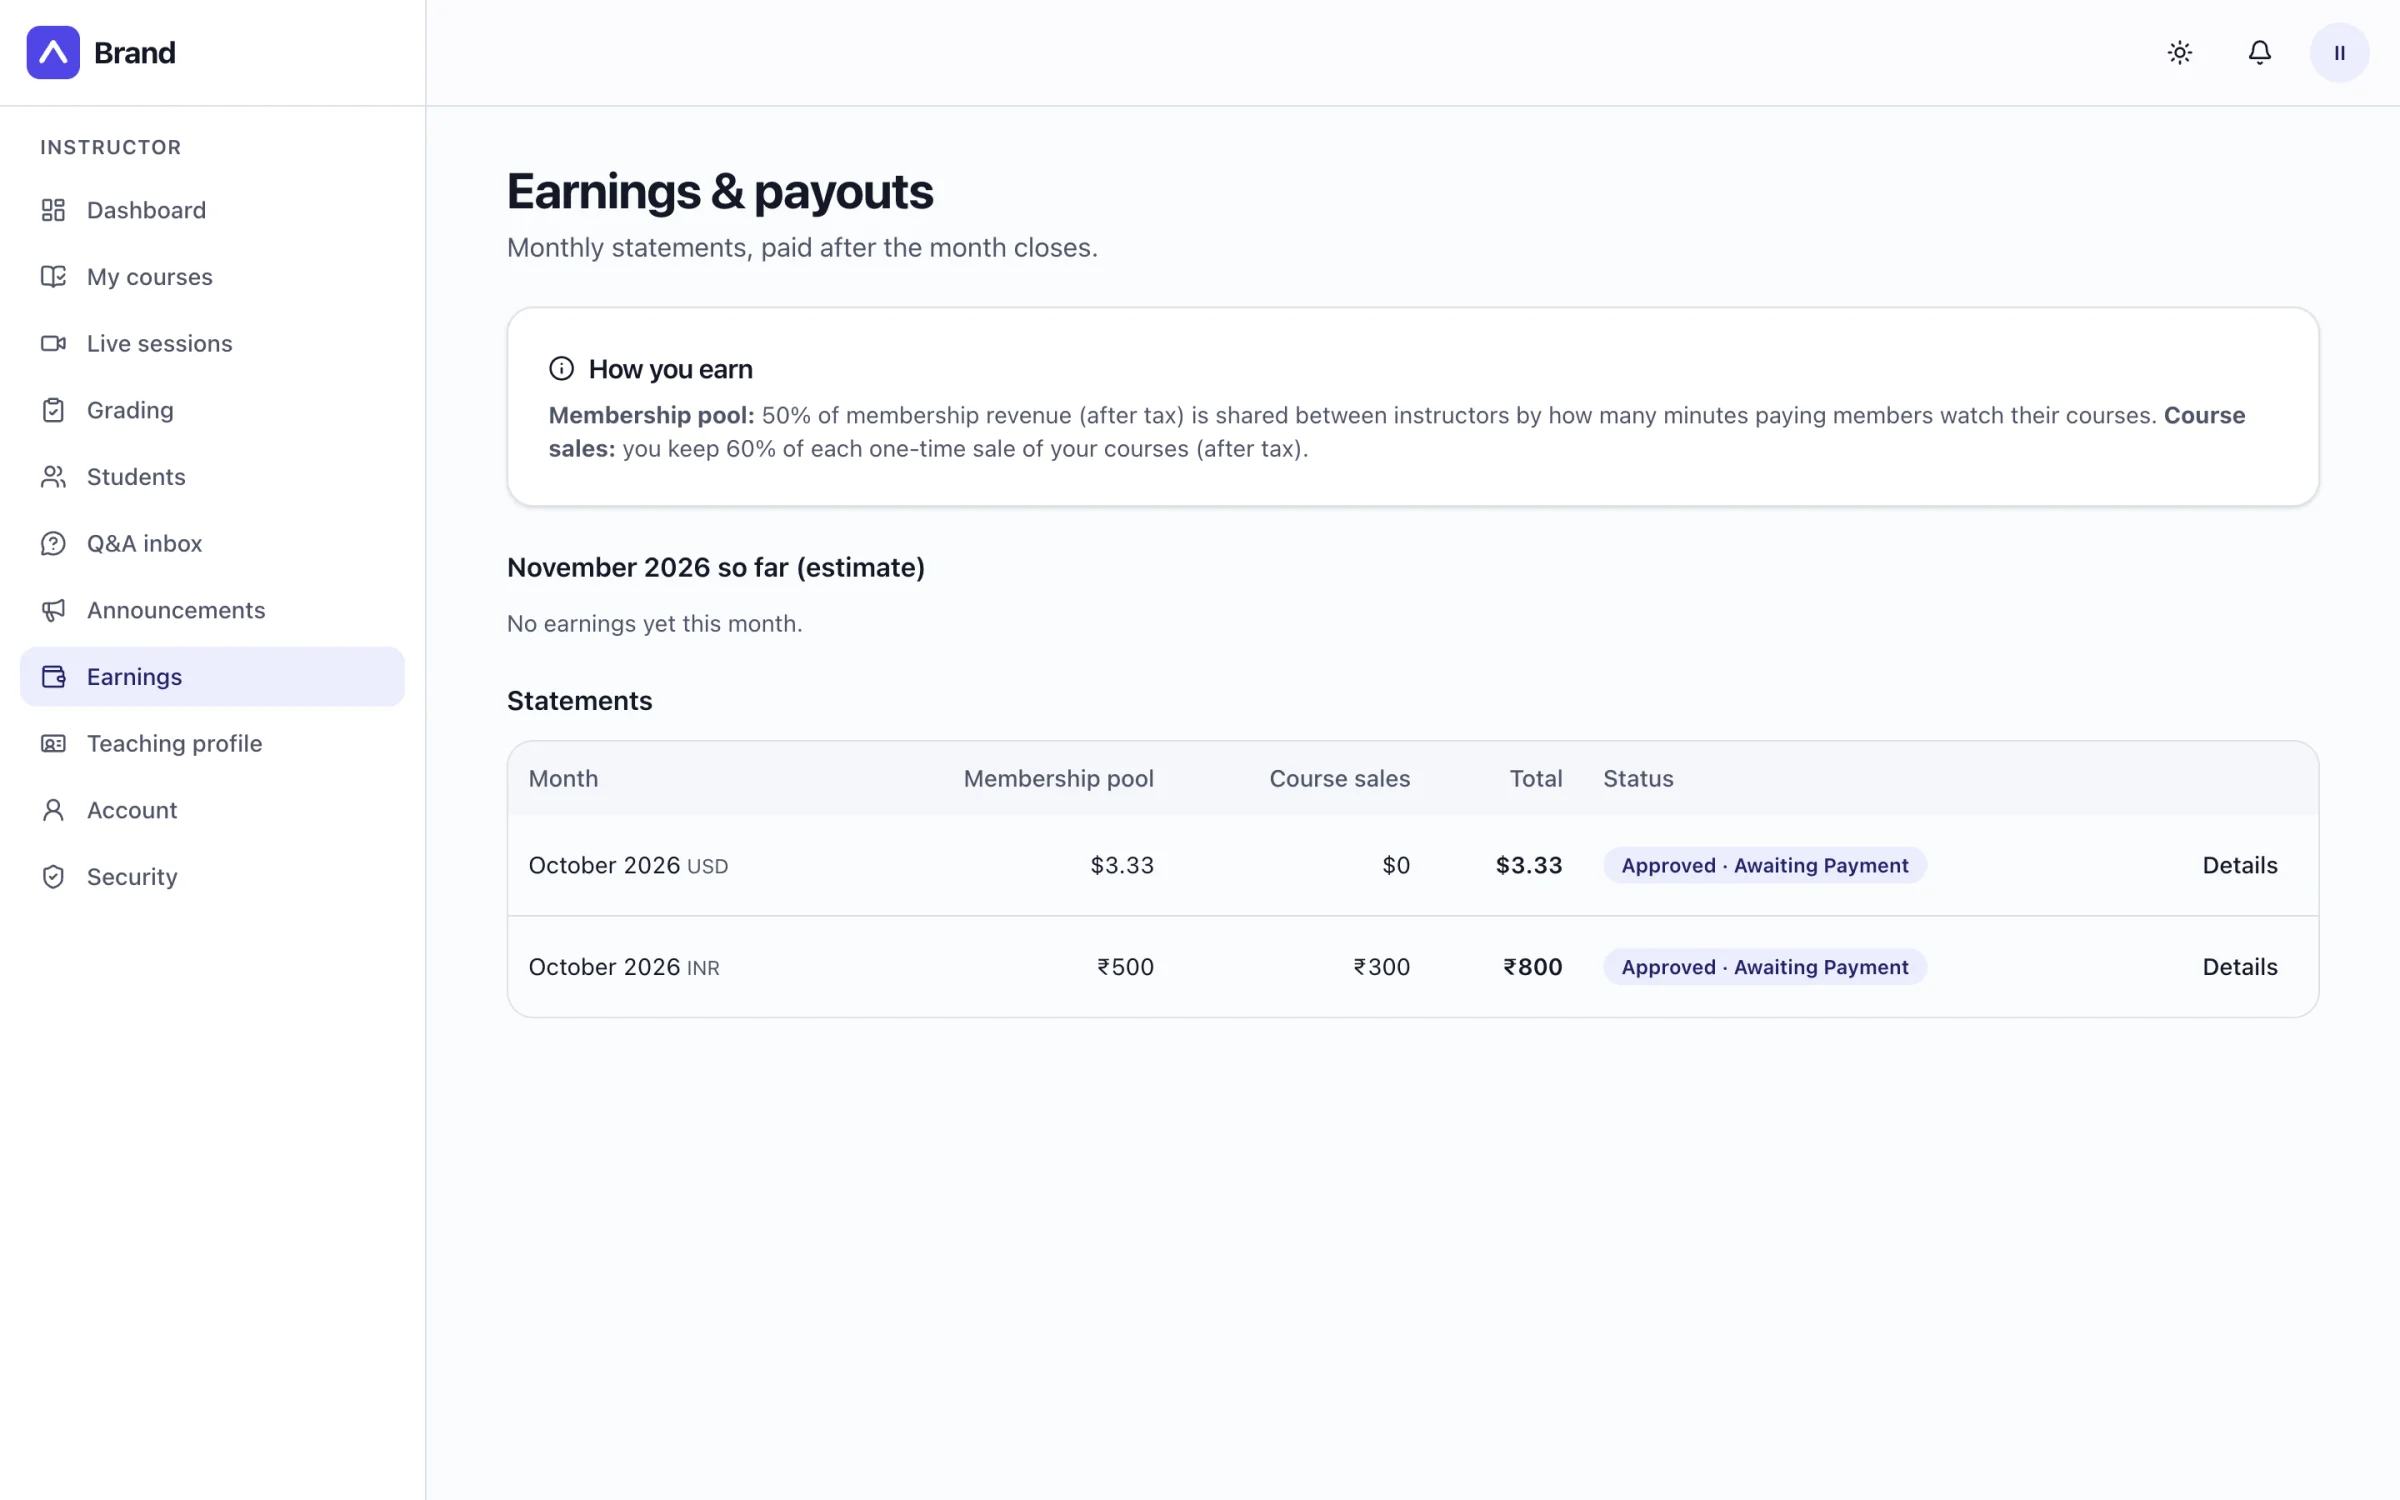 Brand
II
INSTRUCTOR
Dashboard
My courses
Live sessions
Grading
Students
Q&A inbox
Announcements
Earnings
Teaching profile
Account
Security
Earnings & payouts
Monthly statements, paid after the month closes.
How you earn
Membership pool: 50% of membership revenue (after tax) is shared between instructors by how many minutes paying members watch their courses. Course
sales: you keep 60% of each one-time sale of your courses (after tax).
November 2026 so far (estimate)
No earnings yet this month.
Statements
Month Membership pool Course sales Total Status
October 2026 USD $3.33 $0 $3.33 Approved · Awaiting Payment Details
October 2026 INR ₹500 ₹300 ₹800 Approved · Awaiting Payment Details